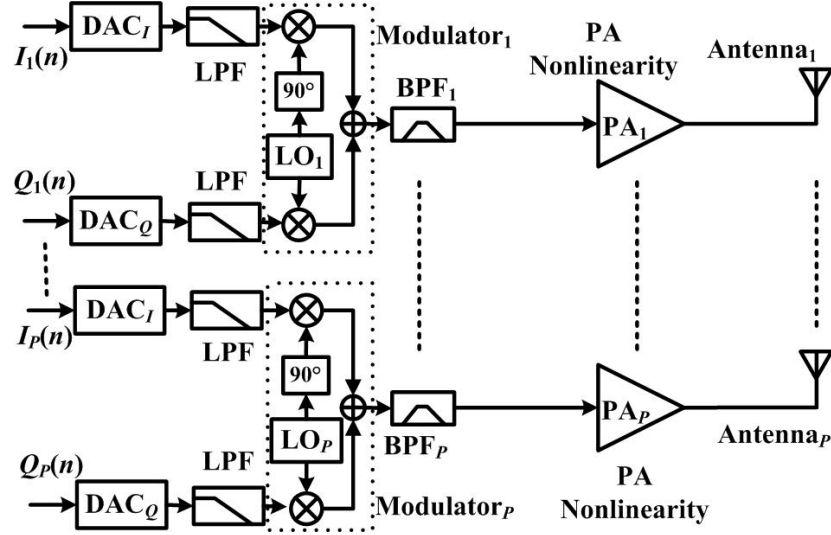 DAC_I
I_1(n)
LPF
Modulator_1
90°
LO_1
BPF_1
PA
Nonlinearity
PA_1
Antenna_1
Q_1(n)
DAC_Q
LPF
I_P(n)
DAC_I
LPF
90°
LO_P
BPF_P
PA_P
Antenna_P
Q_P(n)
DAC_Q
LPF
Modulator_P
PA
Nonlinearity